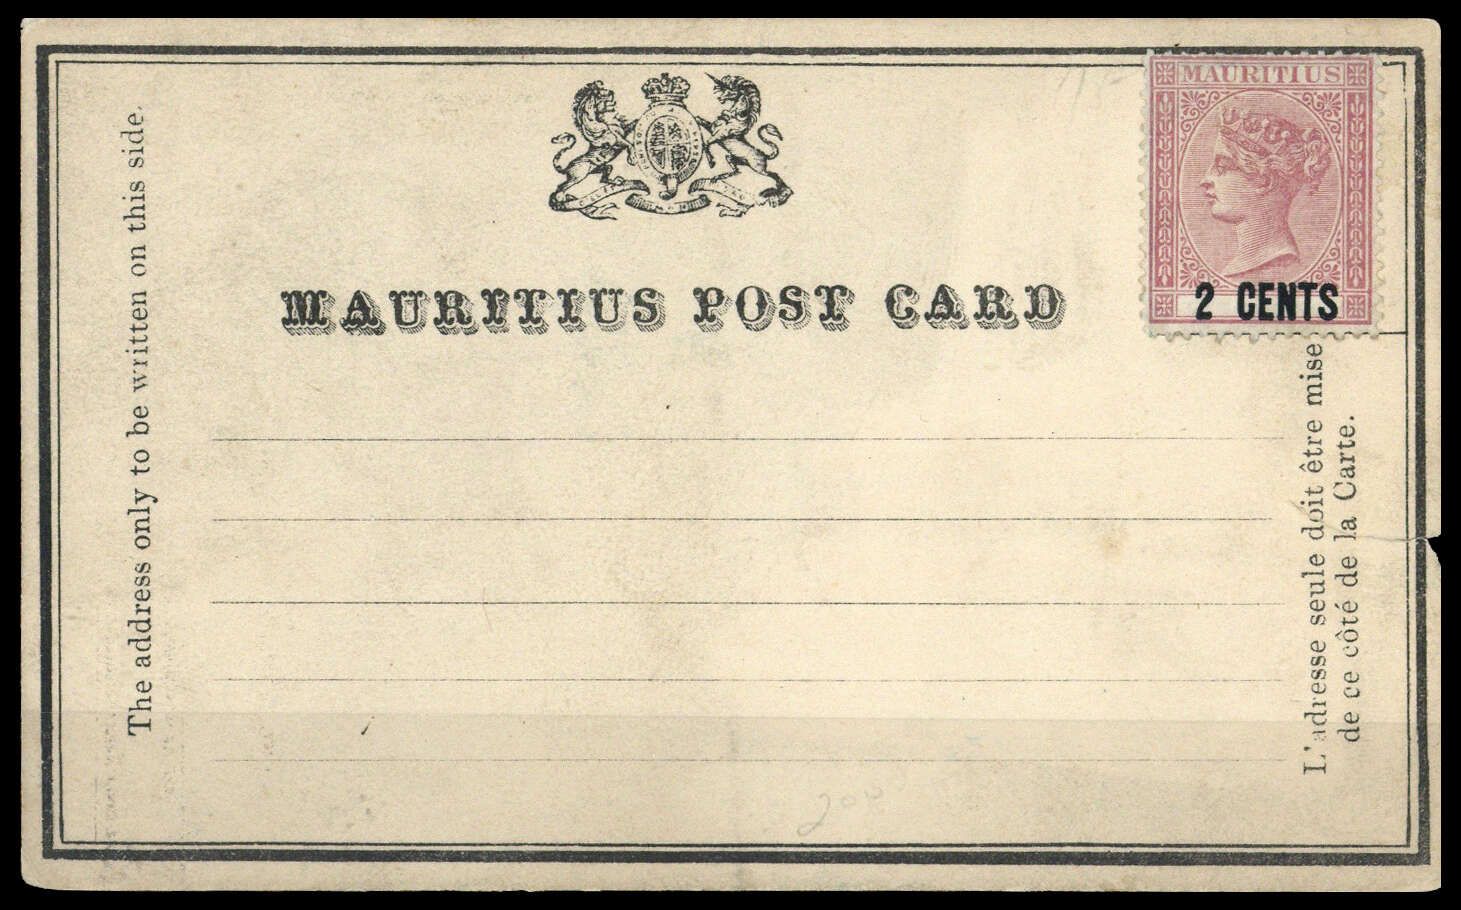 MAURITIUS
2 CENTS
MAURITIUS POST CARD
The address only to be written on this side.
L'adresse seule doit être mise
de ce côté de la Carte.
200